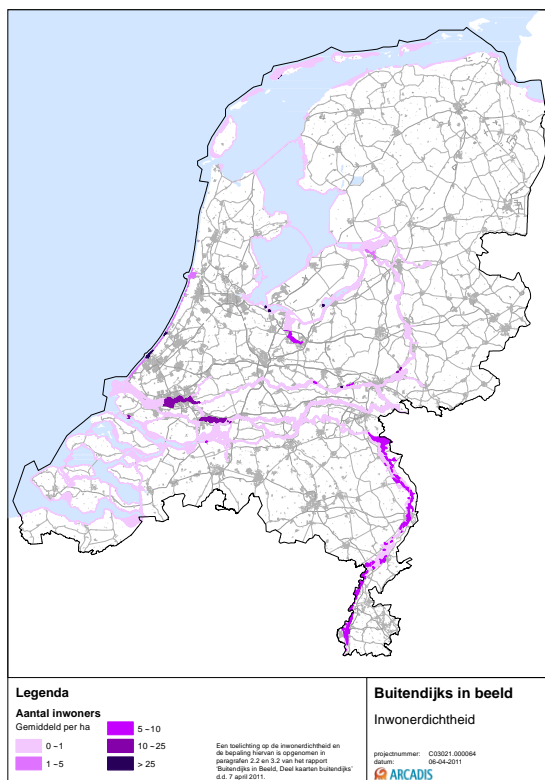 Legenda
Aantal inwoners
Gemiddeld per ha
0 - 1
1 - 5
5 - 10
10 - 25
> 25
Een toelichting op de inwonerdichtheid en
de bepaling hiervan is opgenomen in
paragrafen 2.2 en 3.2 van het rapport
'Buitendijks in Beeld, Deel kaarten buitendijks'
d.d. 7 april 2011.
Buitendijks in beeld
Inwonerdichtheid
projectnummer: C03021.000064
datum: 06-04-2011
ARCADIS